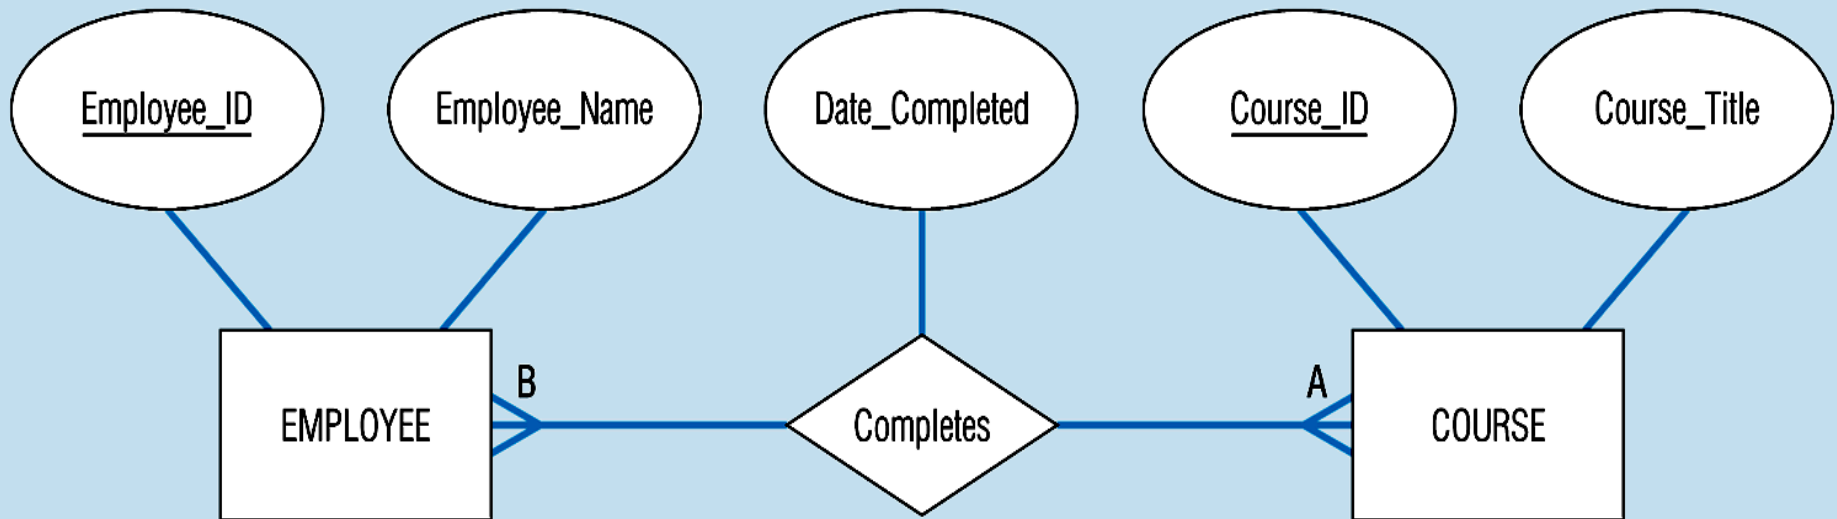 Employee_ID
Employee_Name
Date_Completed
Course_ID
Course_Title
B
A
EMPLOYEE
Completes
COURSE